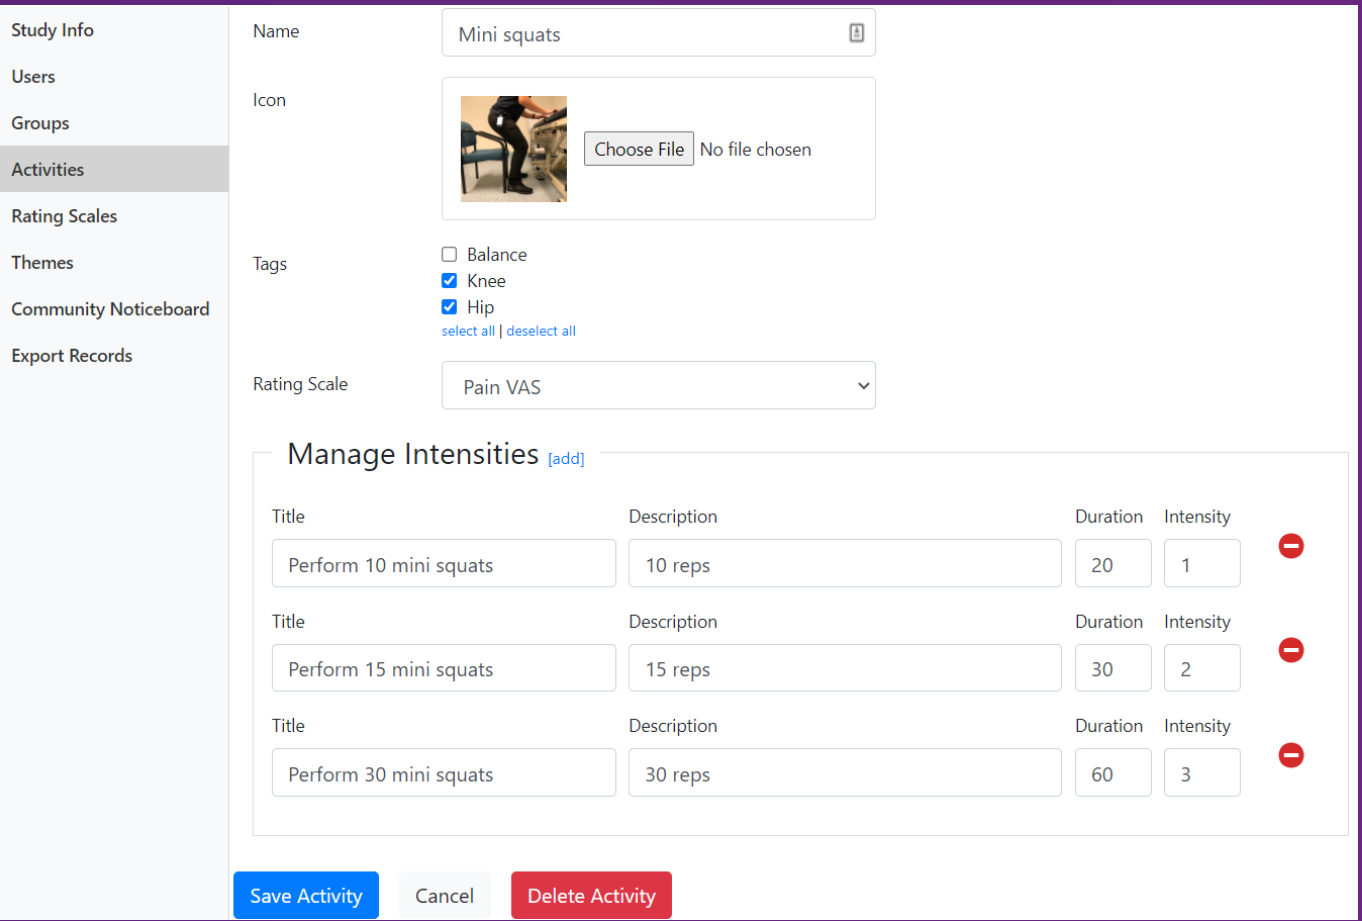 Study Info
Users
Groups
Activities
Rating Scales
Themes
Community Noticeboard
Export Records
Name
Mini squats
Icon
Choose File No file chosen
Tags
Balance
Knee
Hip
select all | deselect all
Rating Scale
Pain VAS
Manage Intensities [add]
Title Description Duration Intensity
Perform 10 mini squats 10 reps 20 1
Title Description Duration Intensity
Perform 15 mini squats 15 reps 30 2
Title Description Duration Intensity
Perform 30 mini squats 30 reps 60 3
Save Activity Cancel Delete Activity